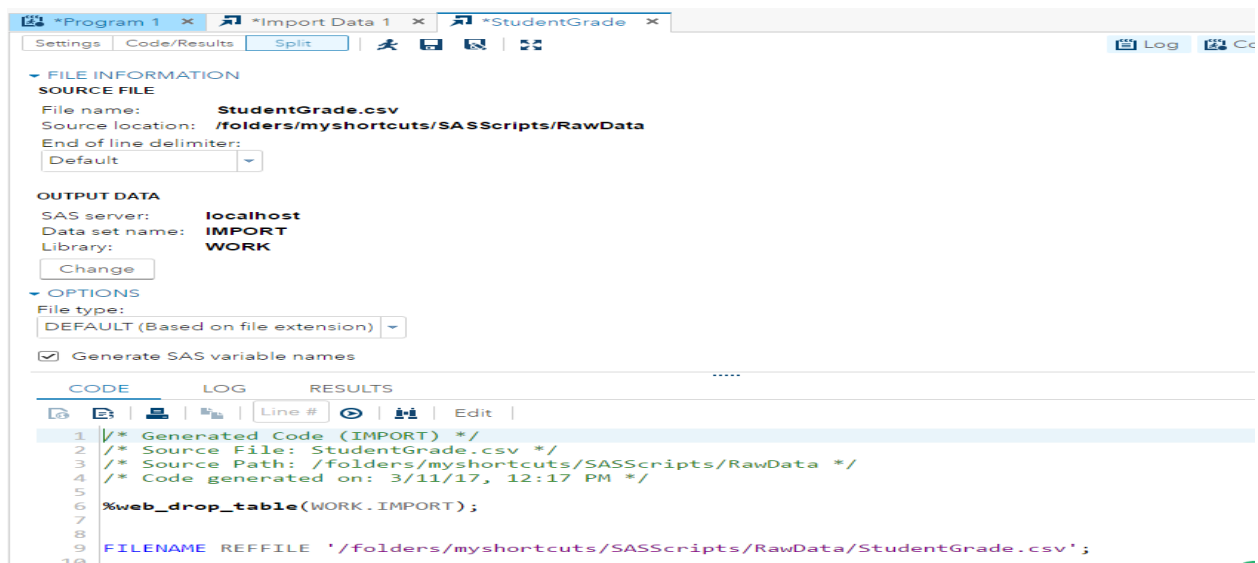 *Program 1 × *Import Data 1 × *StudentGrade ×
Settings Code/Results Split Log
FILE INFORMATION
SOURCE FILE
File name: StudentGrade.csv
Source location: /folders/myshortcuts/SASScripts/RawData
End of line delimiter:
Default
OUTPUT DATA
SAS server: localhost
Data set name: IMPORT
Library: WORK
Change
OPTIONS
File type:
DEFAULT (Based on file extension)
Generate SAS variable names
CODE LOG RESULTS
Line # Edit
1 /* Generated Code (IMPORT) */
2 /* Source File: StudentGrade.csv */
3 /* Source Path: /folders/myshortcuts/SASScripts/RawData */
4 /* Code generated on: 3/11/17, 12:17 PM */
5
6 %web_drop_table(WORK.IMPORT);
7
8
9 FILENAME REFFILE '/folders/myshortcuts/SASScripts/RawData/StudentGrade.csv';
10